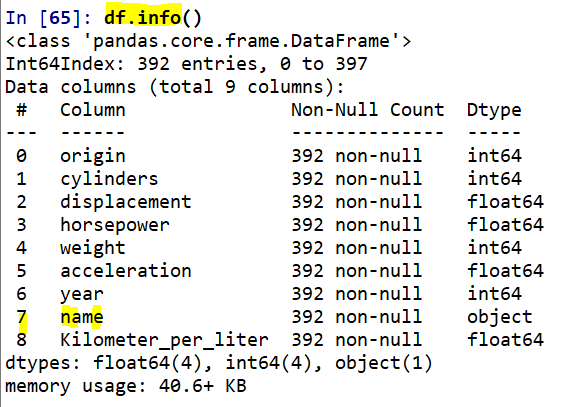 In [65]: df.info()
<class 'pandas.core.frame.DataFrame'>
Int64Index: 392 entries, 0 to 397
Data columns (total 9 columns):
 #   Column              Non-Null Count  Dtype
---  ------              --------------  -----
 0   origin              392 non-null    int64
 1   cylinders           392 non-null    int64
 2   displacement        392 non-null    float64
 3   horsepower          392 non-null    float64
 4   weight              392 non-null    int64
 5   acceleration        392 non-null    float64
 6   year                392 non-null    int64
 7   name                392 non-null    object
 8   Kilometer_per_liter  392 non-null    float64
dtypes: float64(4), int64(4), object(1)
memory usage: 40.6+ KB